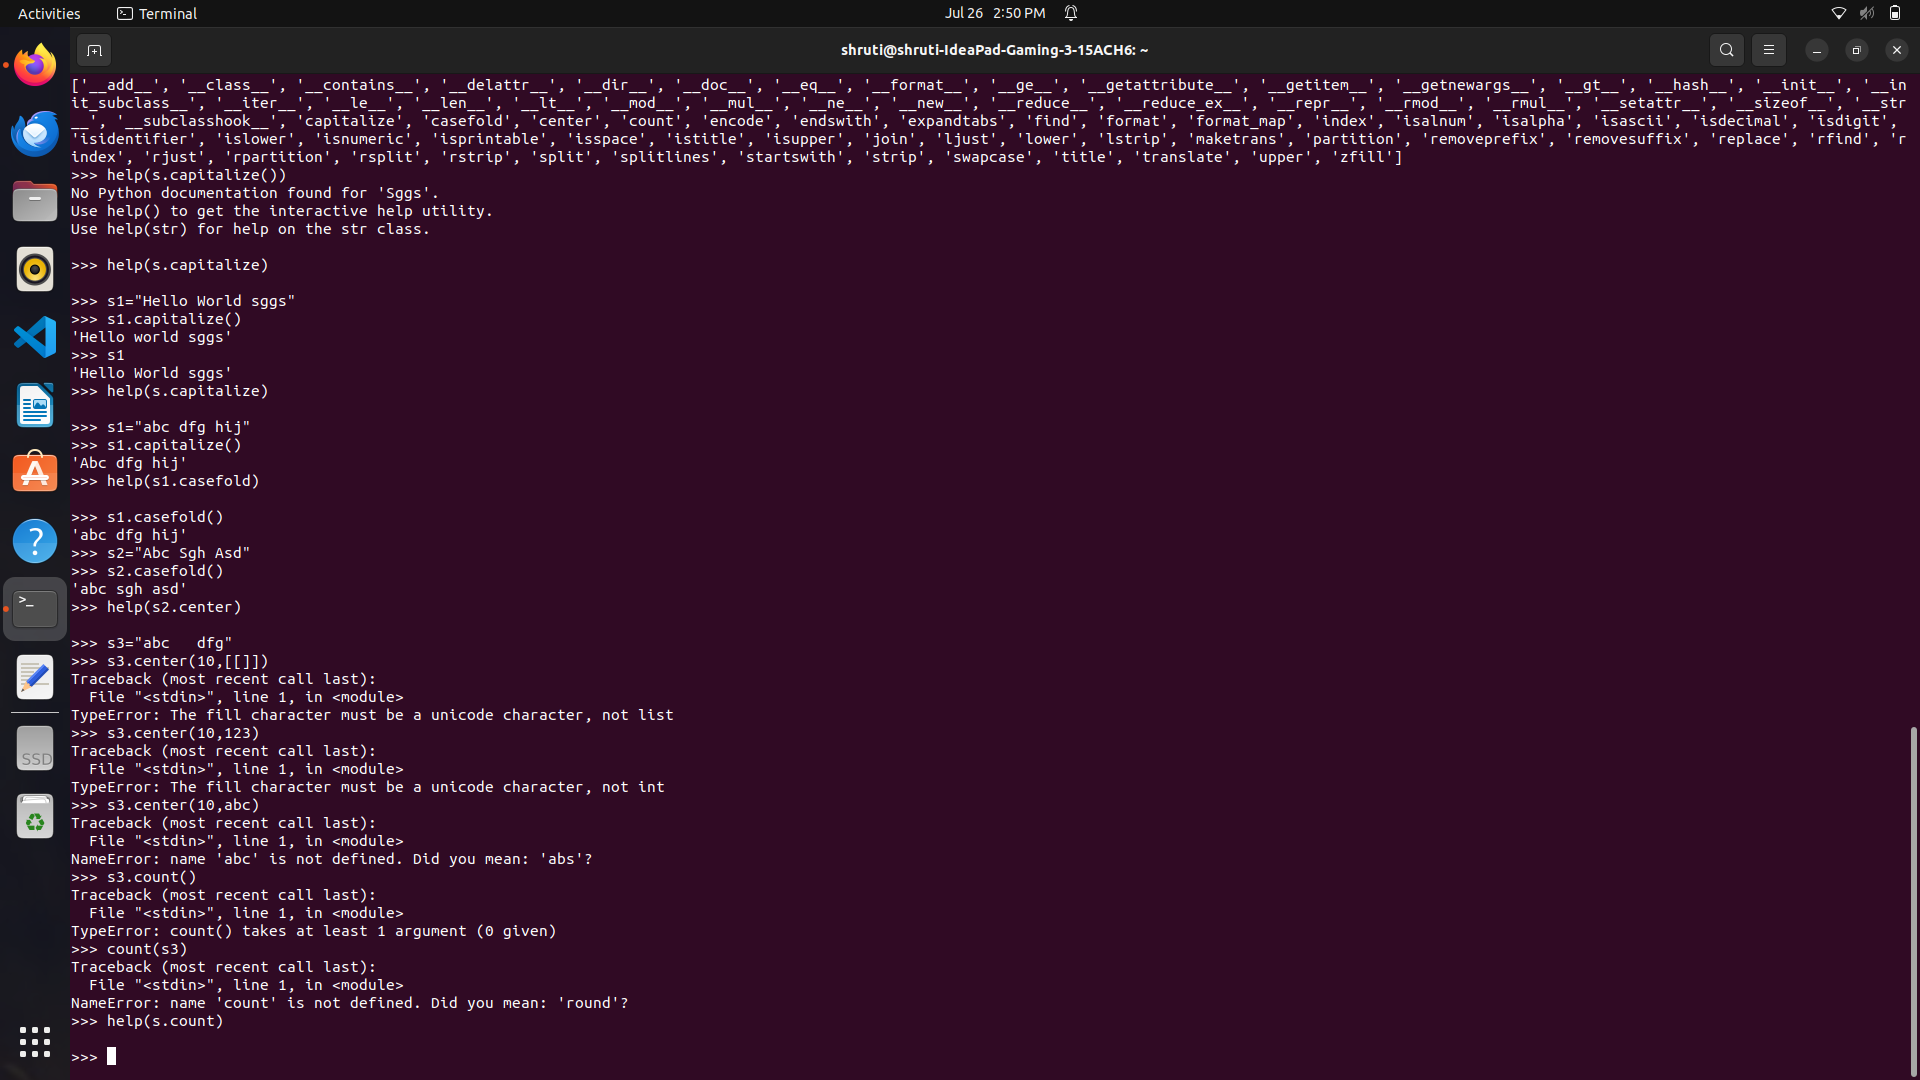 Activities
Terminal
Jul 26 2:50 PM
shruti@shruti-IdeaPad-Gaming-3-15ACH6: ~
['__add__', '__class__', '__contains__', '__delattr__', '__dir__', '__doc__', '__eq__', '__format__', '__ge__', '__getattribute__', '__getitem__', '__getnewargs__', '__gt__', '__hash__', '__init__', '__in
it_subclass__', '__iter__', '__le__', '__len__', '__lt__', '__mod__', '__mul__', '__ne__', '__new__', '__reduce__', '__reduce_ex__', '__repr__', '__rmod__', '__rmul__', '__setattr__', '__sizeof__', '__str
__', '__subclasshook__', 'capitalize', 'casefold', 'center', 'count', 'encode', 'endswith', 'expandtabs', 'find', 'format', 'format_map', 'index', 'isalnum', 'isalpha', 'isascii', 'isdecimal', 'isdigit',
'isidentifier', 'islower', 'isnumeric', 'isprintable', 'isspace', 'istitle', 'isupper', 'join', 'ljust', 'lower', 'lstrip', 'maketrans', 'partition', 'removeprefix', 'removesuffix', 'replace', 'rfind', 'r
index', 'rjust', 'rpartition', 'rsplit', 'rstrip', 'split', 'splitlines', 'startswith', 'strip', 'swapcase', 'title', 'translate', 'upper', 'zfill']
>>> help(s.capitalize())
No Python documentation found for 'Sggs'.
Use help() to get the interactive help utility.
Use help(str) for help on the str class.
>>> help(s.capitalize)
>>> s1="Hello World sggs"
>>> s1.capitalize()
'Hello world sggs'
>>> s1
'Hello World sggs'
>>> help(s.capitalize)
>>> s1="abc dfg hij"
>>> s1.capitalize()
'Abc dfg hij'
>>> help(s1.casefold)
>>> s1.casefold()
'abc dfg hij'
>>> s2="Abc Sgh Asd"
>>> s2.casefold()
'abc sgh asd'
>>> help(s2.center)
>>> s3="abc   dfg"
>>> s3.center(10,[[]])
Traceback (most recent call last):
  File "<stdin>", line 1, in <module>
TypeError: The fill character must be a unicode character, not list
>>> s3.center(10,123)
Traceback (most recent call last):
  File "<stdin>", line 1, in <module>
TypeError: The fill character must be a unicode character, not int
>>> s3.center(10,abc)
Traceback (most recent call last):
  File "<stdin>", line 1, in <module>
NameError: name 'abc' is not defined. Did you mean: 'abs'?
>>> s3.count()
Traceback (most recent call last):
  File "<stdin>", line 1, in <module>
TypeError: count() takes at least 1 argument (0 given)
>>> count(s3)
Traceback (most recent call last):
  File "<stdin>", line 1, in <module>
NameError: name 'count' is not defined. Did you mean: 'round'?
>>> help(s.count)
>>>
SSD